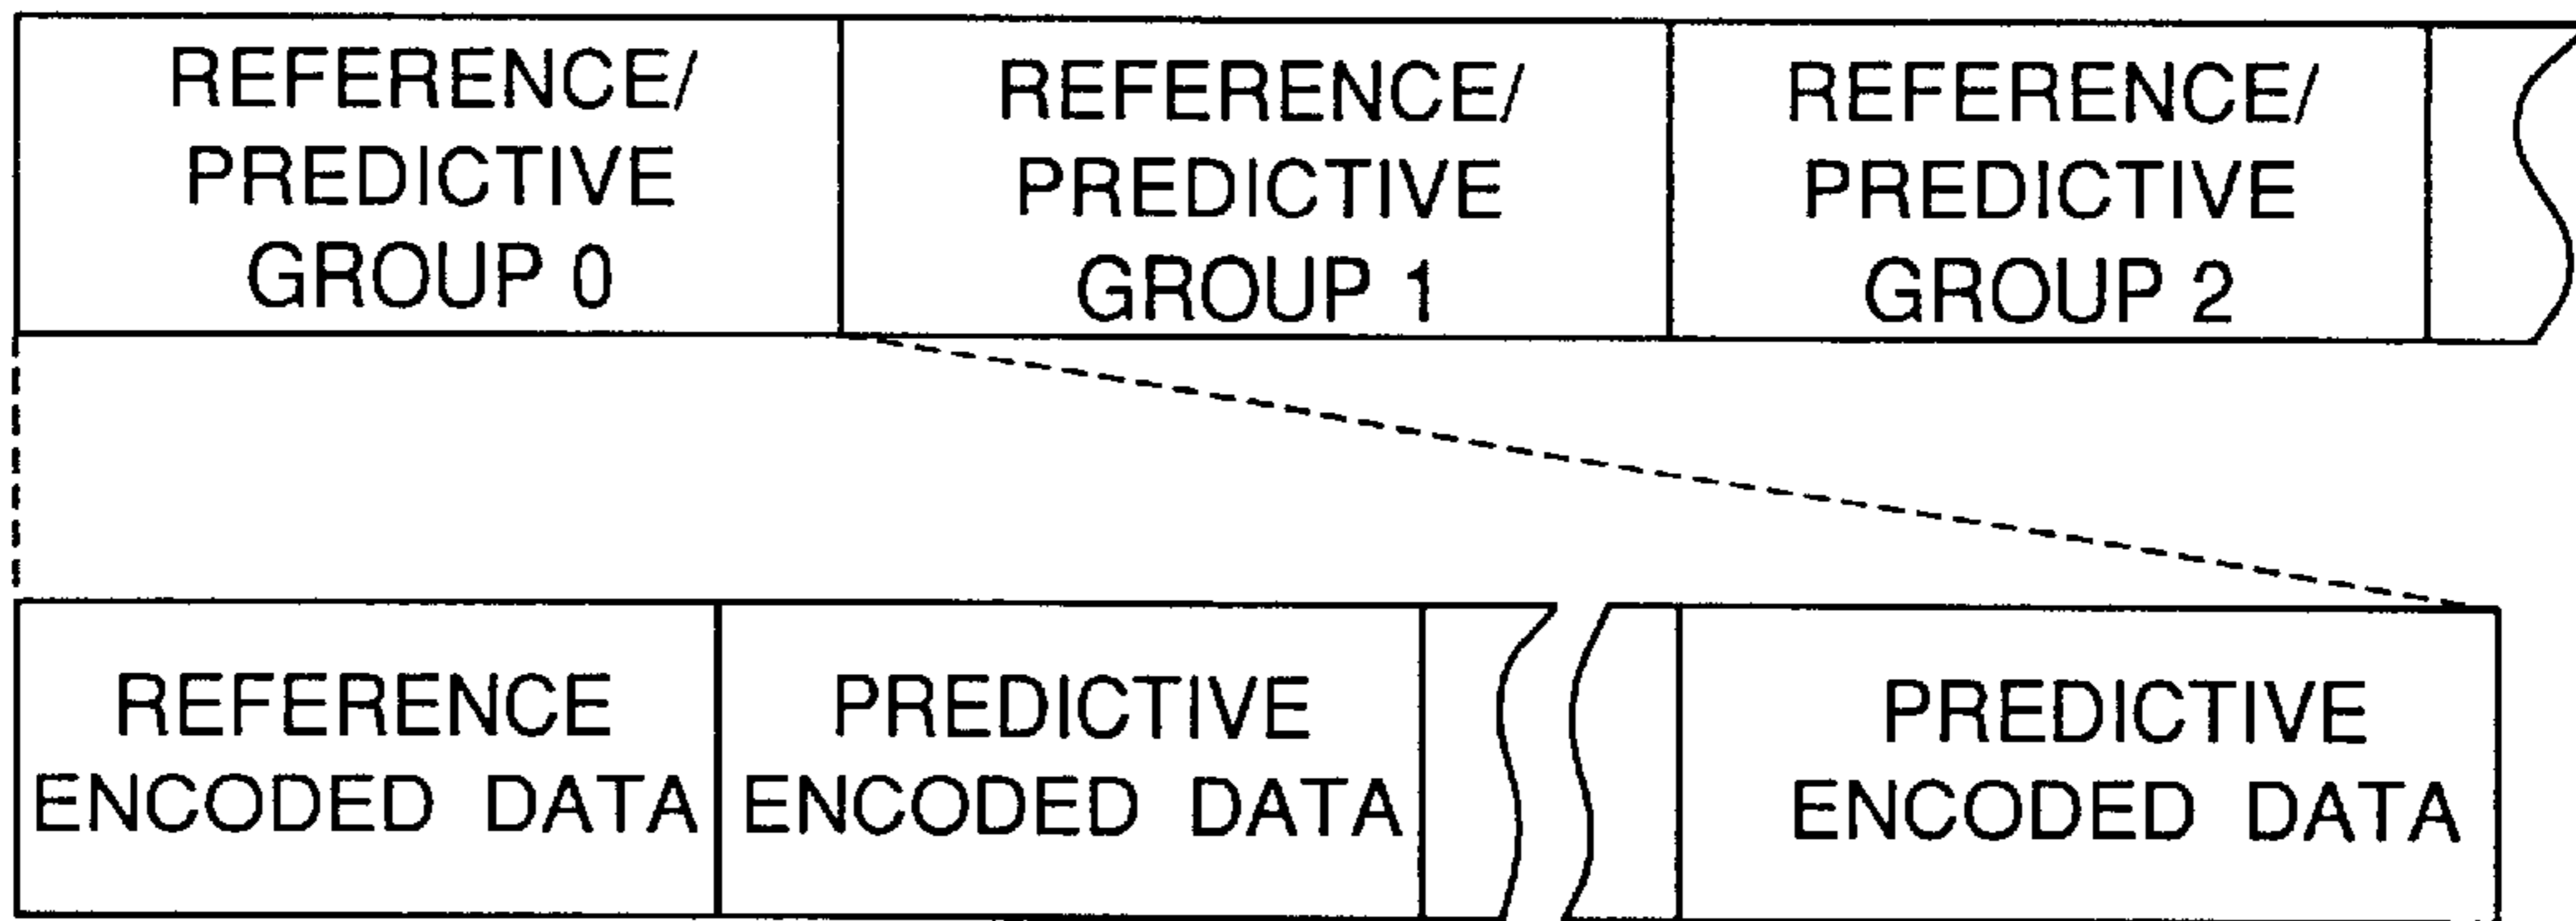 REFERENCE/
PREDICTIVE
GROUP 0
REFERENCE/
PREDICTIVE
GROUP 1
REFERENCE/
PREDICTIVE
GROUP 2
REFERENCE
ENCODED DATA
PREDICTIVE
ENCODED DATA
PREDICTIVE
ENCODED DATA